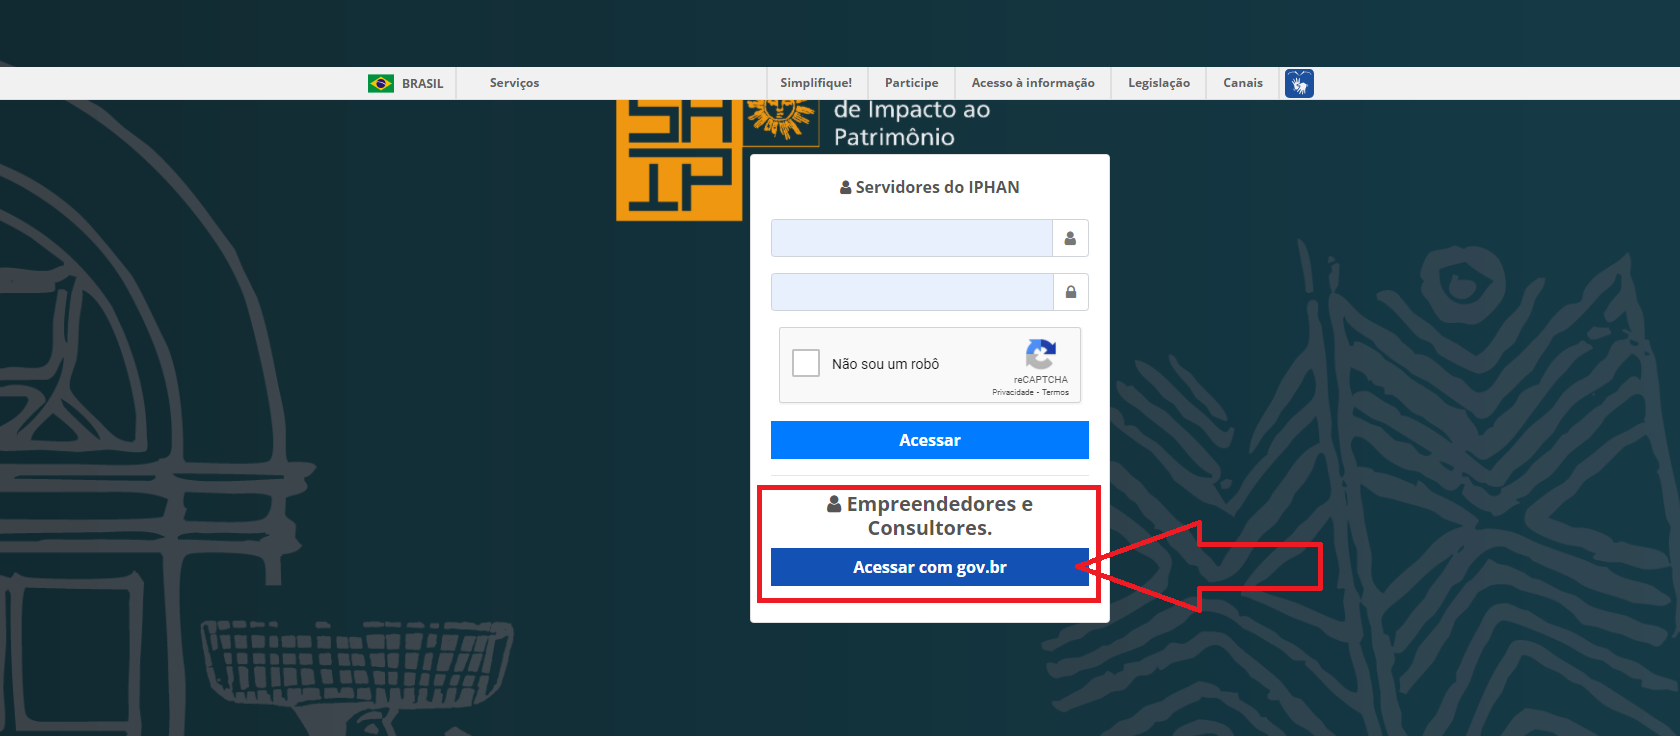 BRASIL
Serviços
Simplifique!
Participe
Acesso à informação
Legislação
Canais
de Impacto ao
Patrimônio
IP
Servidores do IPHAN
Não sou um robô
reCAPTCHA
Privacidade - Termos
Acessar
Empreendedores e
Consultores.
Acessar com gov.br